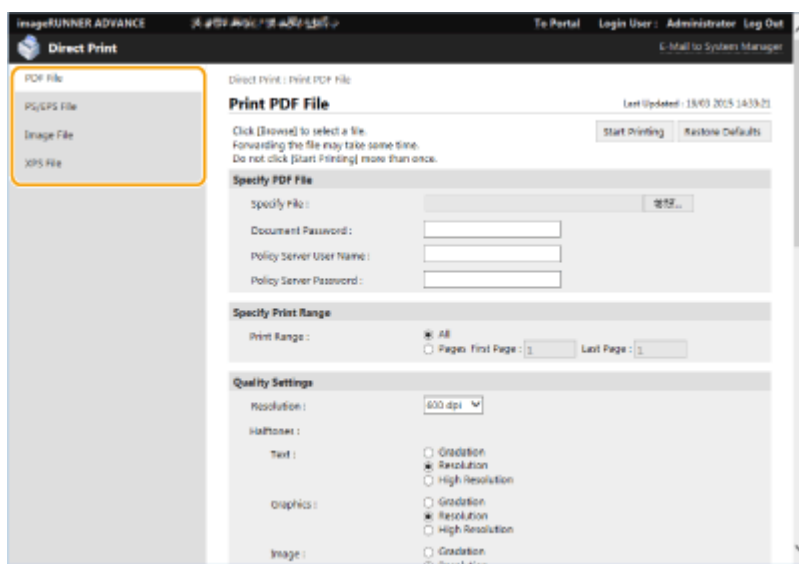 imageRUNNER ADVANCE
To Portal Login User : Administrator Log Out
Direct Print
E-Mail to System Manager
PDF File
PS/EPS File
Image File
XPS File
Direct Print : Print PDF File
Print PDF File
Last Updated : 19/03 2015 14:33:21
Click [Browse] to select a file.
Forwarding the file may take some time.
Do not click [Start Printing] more than once.
Start Printing Restore Defaults
Specify PDF File
Specify File :
参照...
Document Password :
Policy Server User Name :
Policy Server Password :
Specify Print Range
Print Range :
All
Pages First Page : 1 Last Page : 1
Quality Settings
Resolution :
600 dpi
Halftones :
Text :
Gradation
Resolution
High Resolution
Graphics :
Gradation
Resolution
High Resolution
Image :
Gradation